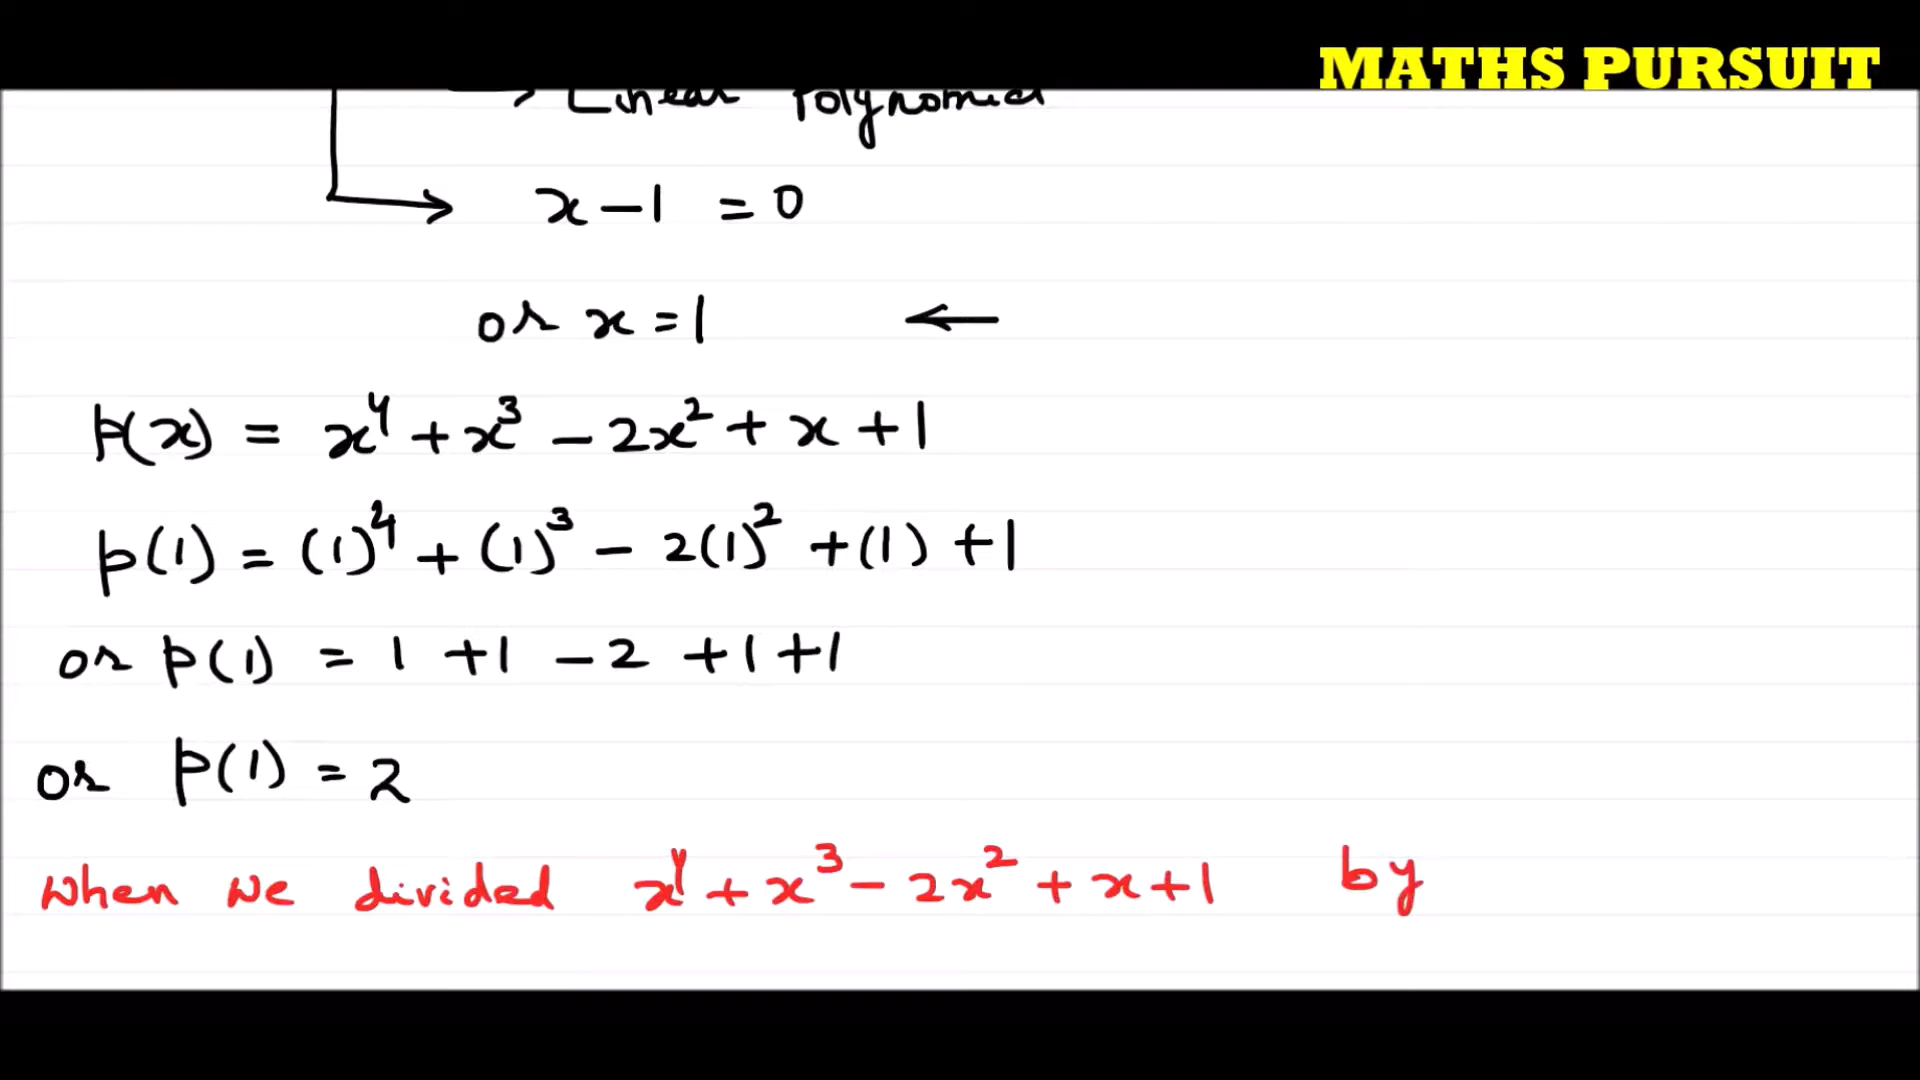 MATHS PURSUIT
Linear Polynomial
x - 1 = 0
or x = 1 ←
p(x) = x⁴ + x³ - 2x² + x + 1
p(1) = (1)⁴ + (1)³ - 2(1)² + (1) + 1
or p(1) = 1 + 1 - 2 + 1 + 1
or p(1) = 2
When we divided x⁴ + x³ - 2x² + x + 1 by